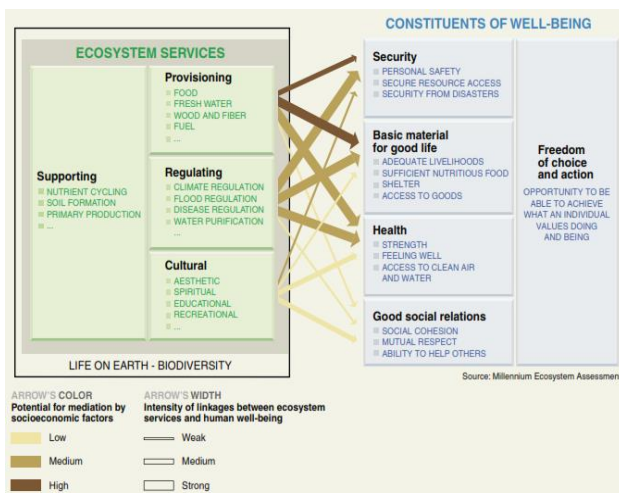 CONSTITUENTS OF WELL-BEING
ECOSYSTEM SERVICES
Supporting
NUTRIENT CYCLING
SOIL FORMATION
PRIMARY PRODUCTION
...
Provisioning
FOOD
FRESH WATER
WOOD AND FIBER
FUEL
...
Regulating
CLIMATE REGULATION
FLOOD REGULATION
DISEASE REGULATION
WATER PURIFICATION
...
Cultural
AESTHETIC
SPIRITUAL
EDUCATIONAL
RECREATIONAL
...
LIFE ON EARTH - BIODIVERSITY
Security
PERSONAL SAFETY
SECURE RESOURCE ACCESS
SECURITY FROM DISASTERS
Basic material
for good life
ADEQUATE LIVELIHOODS
SUFFICIENT NUTRITIOUS FOOD
SHELTER
ACCESS TO GOODS
Health
STRENGTH
FEELING WELL
ACCESS TO CLEAN AIR
AND WATER
Good social relations
SOCIAL COHESION
MUTUAL RESPECT
ABILITY TO HELP OTHERS
Freedom
of choice
and action
OPPORTUNITY TO BE
ABLE TO ACHIEVE
WHAT AN INDIVIDUAL
VALUES DOING
AND BEING
Source: Millennium Ecosystem Assessmen
ARROW'S COLOR
Potential for mediation by
socioeconomic factors
Low
Medium
High
ARROW'S WIDTH
Intensity of linkages between ecosystem
services and human well-being
Weak
Medium
Strong